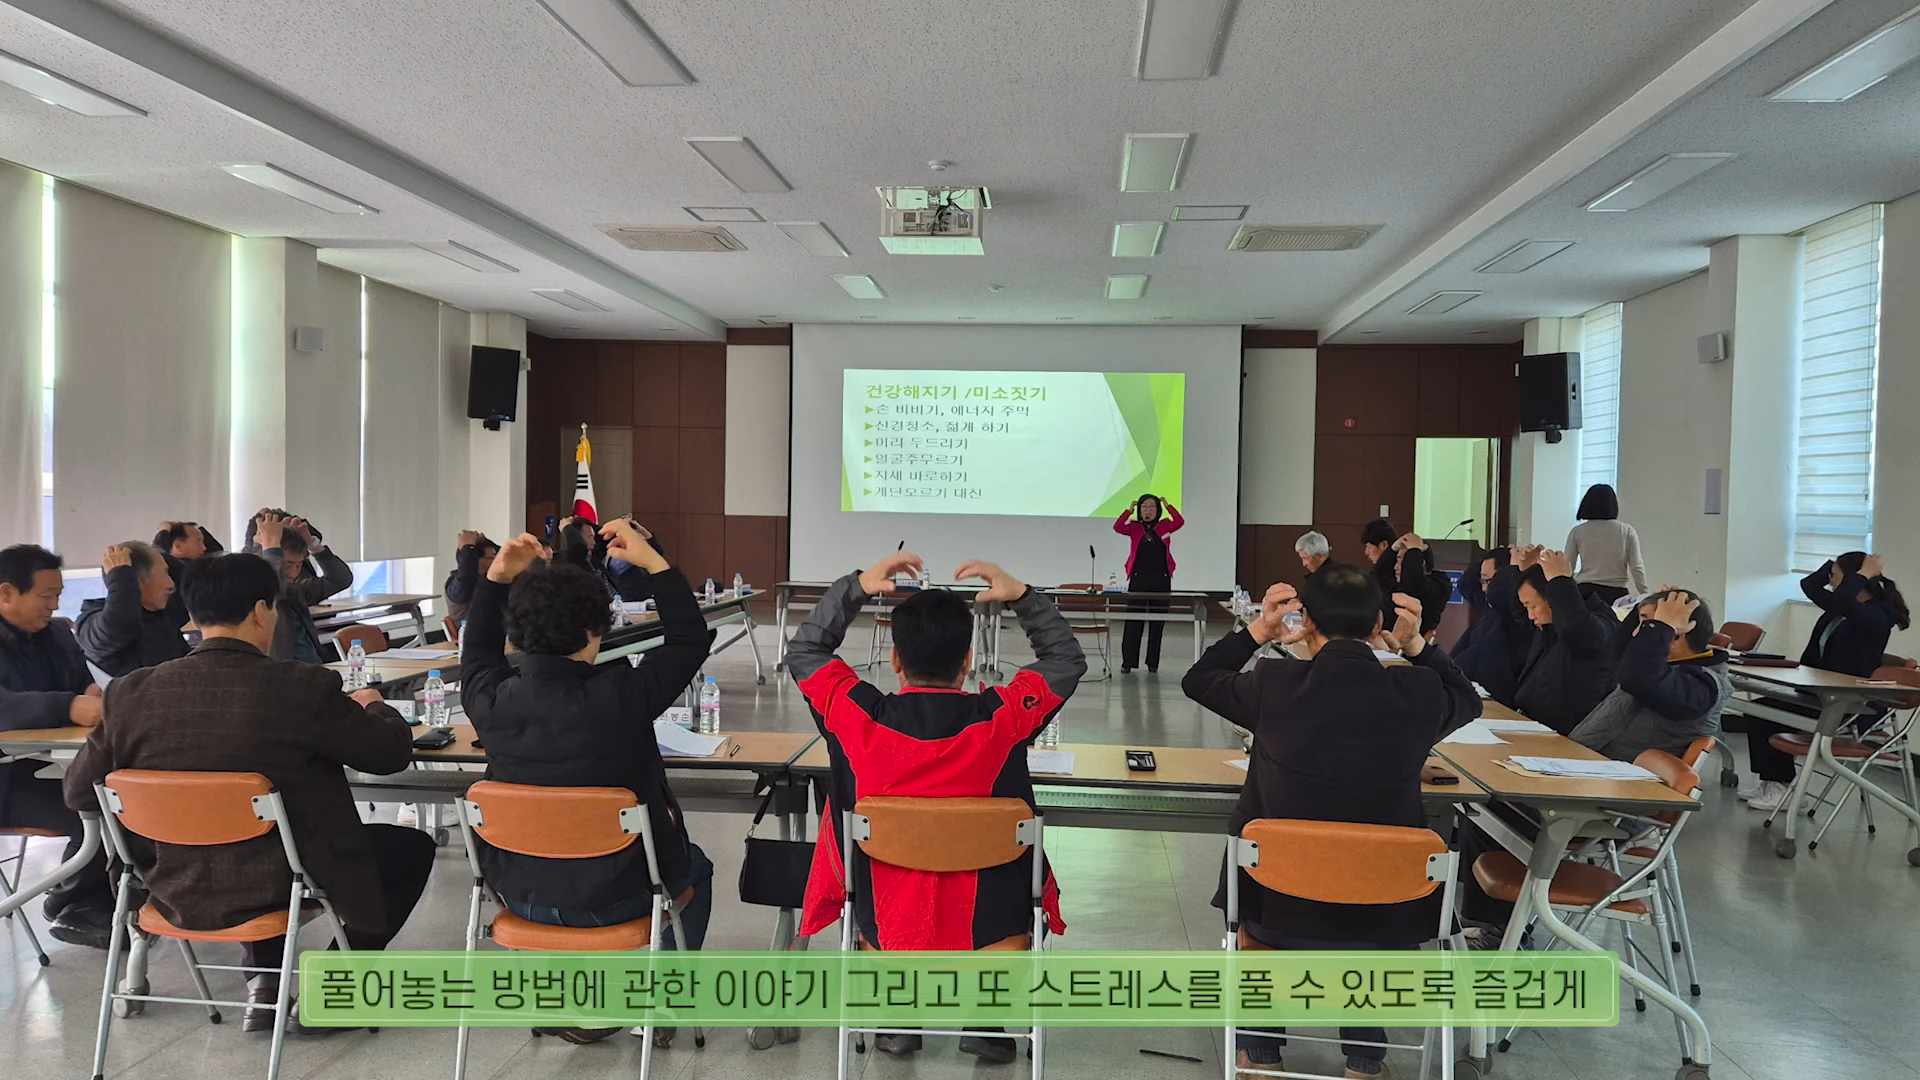 건강해지기 /미소짓기
▶손 비비기, 에너지 주먹
▶신경청소, 젊게 하기
▶머리 두드리기
▶얼굴주무르기
▶자세 바로하기
▶계단오르기 대신
풀어놓는 방법에 관한 이야기 그리고 또 스트레스를 풀 수 있도록 즐겁게